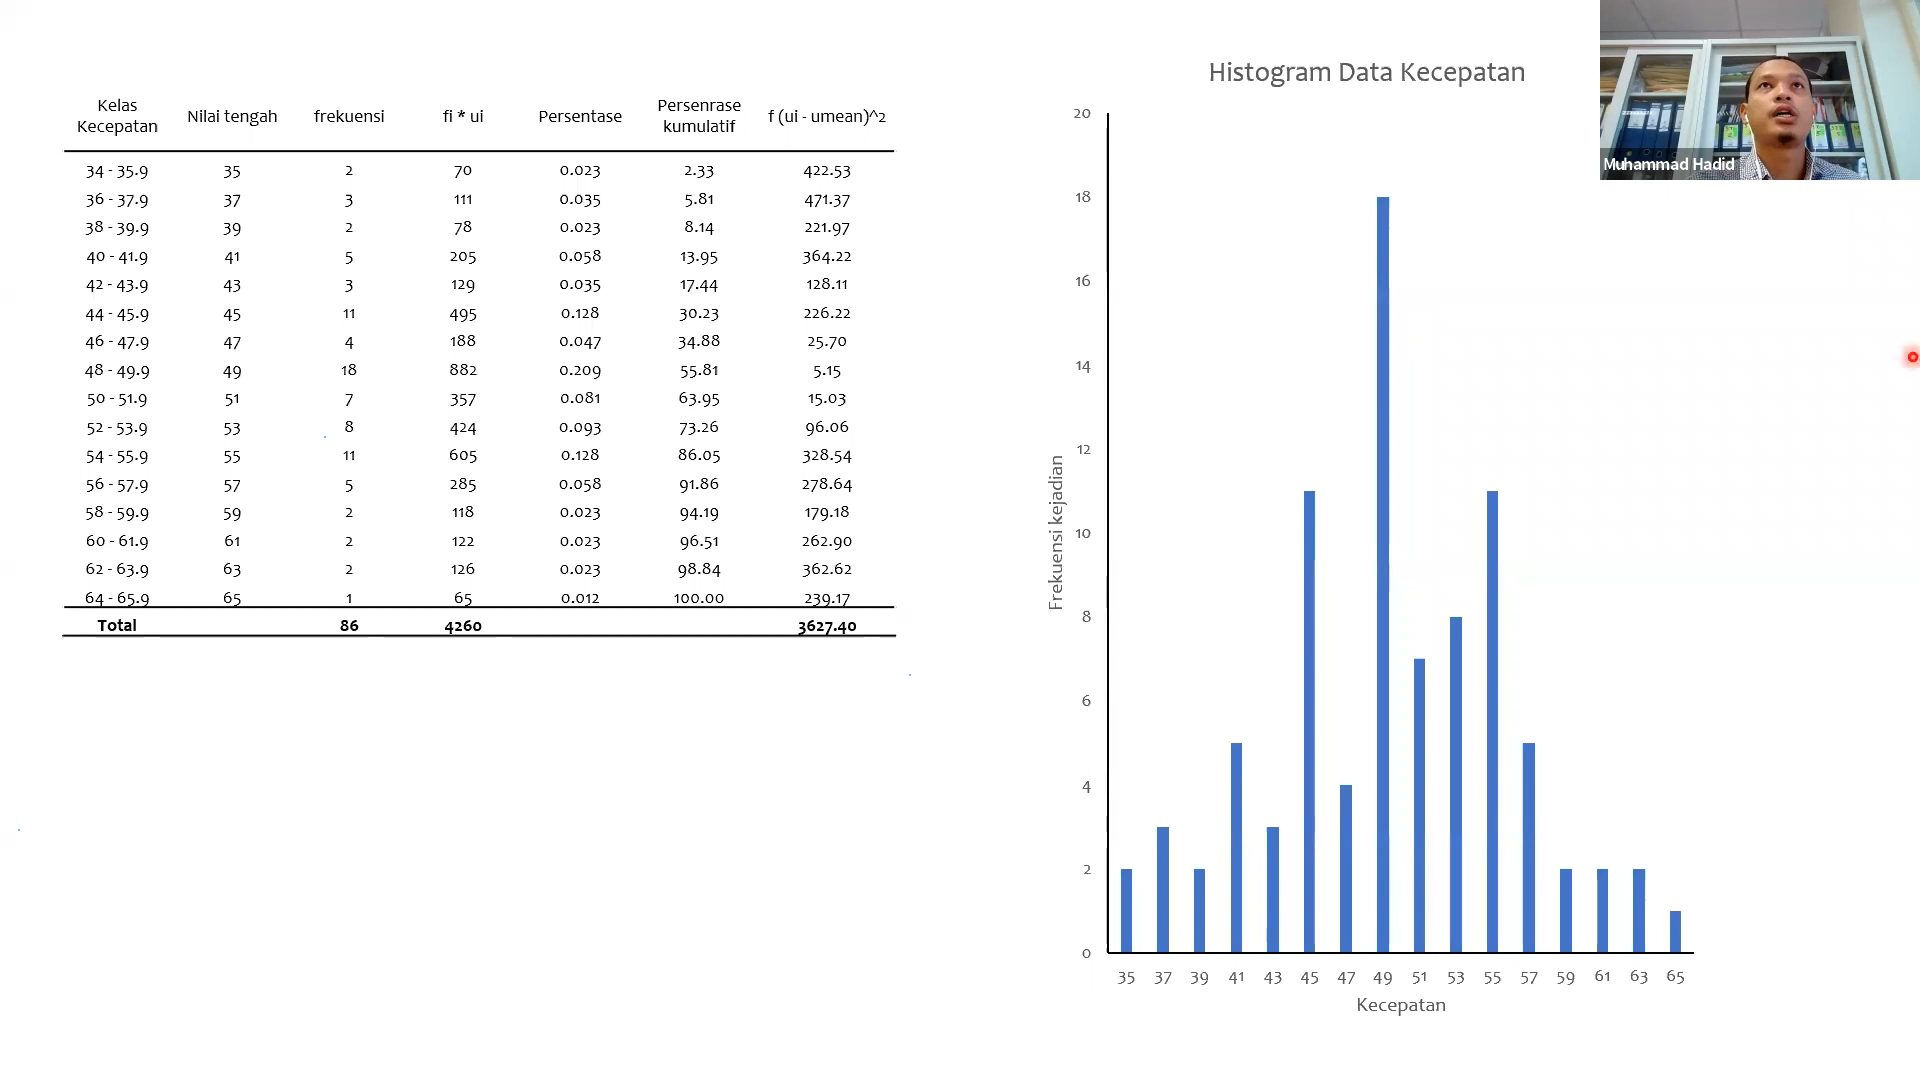 Kelas Kecepatan Nilai tengah frekuensi fi * ui Persentase Persenrase kumulatif f (ui - umean)^2
34 - 35.9 35 2 70 0.023 2.33 422.53
36 - 37.9 37 3 111 0.035 5.81 471.37
38 - 39.9 39 2 78 0.023 8.14 221.97
40 - 41.9 41 5 205 0.058 13.95 364.22
42 - 43.9 43 3 129 0.035 17.44 128.11
44 - 45.9 45 11 495 0.128 30.23 226.22
46 - 47.9 47 4 188 0.047 34.88 25.70
48 - 49.9 49 18 882 0.209 55.81 5.15
50 - 51.9 51 7 357 0.081 63.95 15.03
52 - 53.9 53 8 424 0.093 73.26 96.06
54 - 55.9 55 11 605 0.128 86.05 328.54
56 - 57.9 57 5 285 0.058 91.86 278.64
58 - 59.9 59 2 118 0.023 94.19 179.18
60 - 61.9 61 2 122 0.023 96.51 262.90
62 - 63.9 63 2 126 0.023 98.84 362.62
64 - 65.9 65 1 65 0.012 100.00 239.17
Total 86 4260 3627.40
Histogram Data Kecepatan
20
18
16
14
12
10
8
6
4
2
0
Frekuensi kejadian
35 37 39 41 43 45 47 49 51 53 55 57 59 61 63 65
Kecepatan
Muhammad Hadid